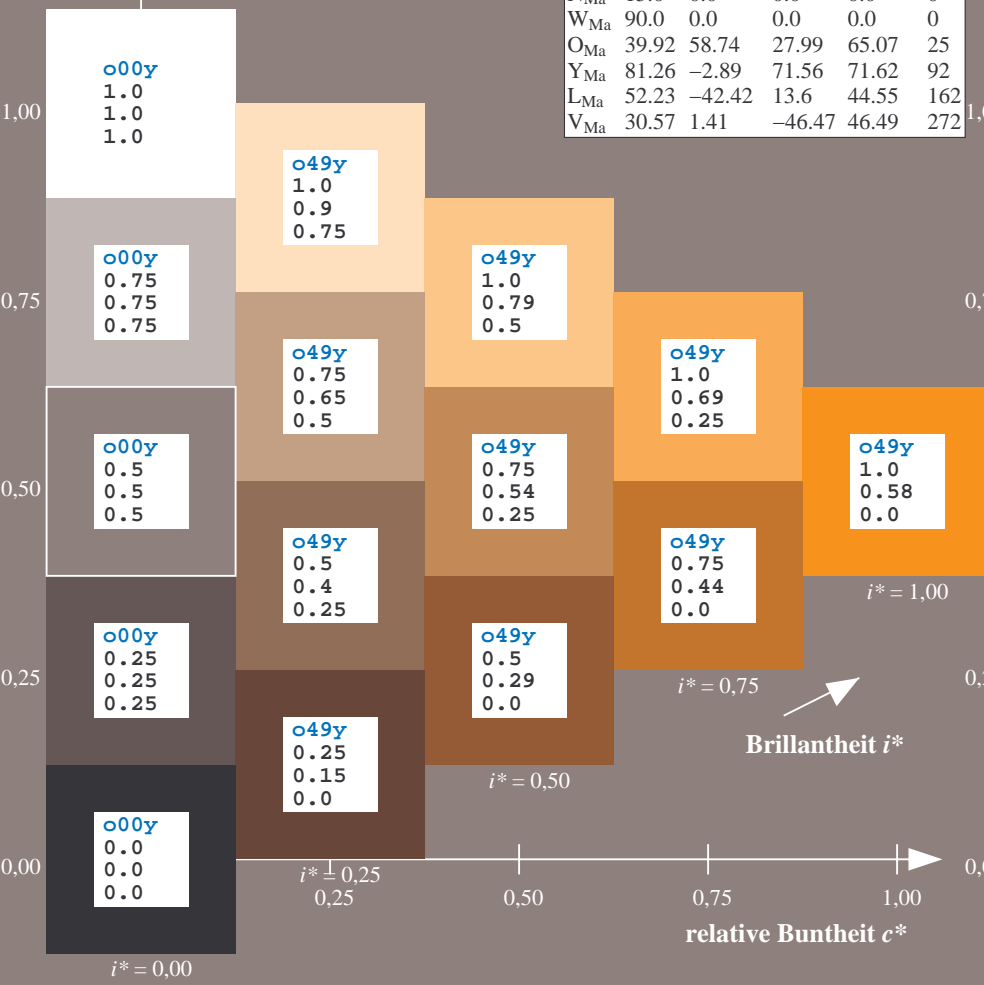 W_Ma 90.0 0.0 0.0 0.0 0
O_Ma 39.92 58.74 27.99 65.07 25
Y_Ma 81.26 –2.89 71.56 71.62 92
L_Ma 52.23 –42.42 13.6 44.55 162
V_Ma 30.57 1.41 –46.47 46.49 272
1,00
0,75
0,50
0,25
0,00
o00y
1.0
1.0
1.0
o00y
0.75
0.75
0.75
o00y
0.5
0.5
0.5
o00y
0.25
0.25
0.25
o00y
0.0
0.0
0.0
i* = 0,00
o49y
1.0
0.9
0.75
o49y
0.75
0.65
0.5
o49y
0.5
0.4
0.25
o49y
0.25
0.15
0.0
i* = 0,25
o49y
1.0
0.79
0.5
o49y
0.75
0.54
0.25
o49y
0.5
0.29
0.0
i* = 0,50
o49y
1.0
0.69
0.25
o49y
0.75
0.44
0.0
i* = 0,75
o49y
1.0
0.58
0.0
i* = 1,00
Brillantheit i*
0,25 0,50 0,75 1,00
relative Buntheit c*